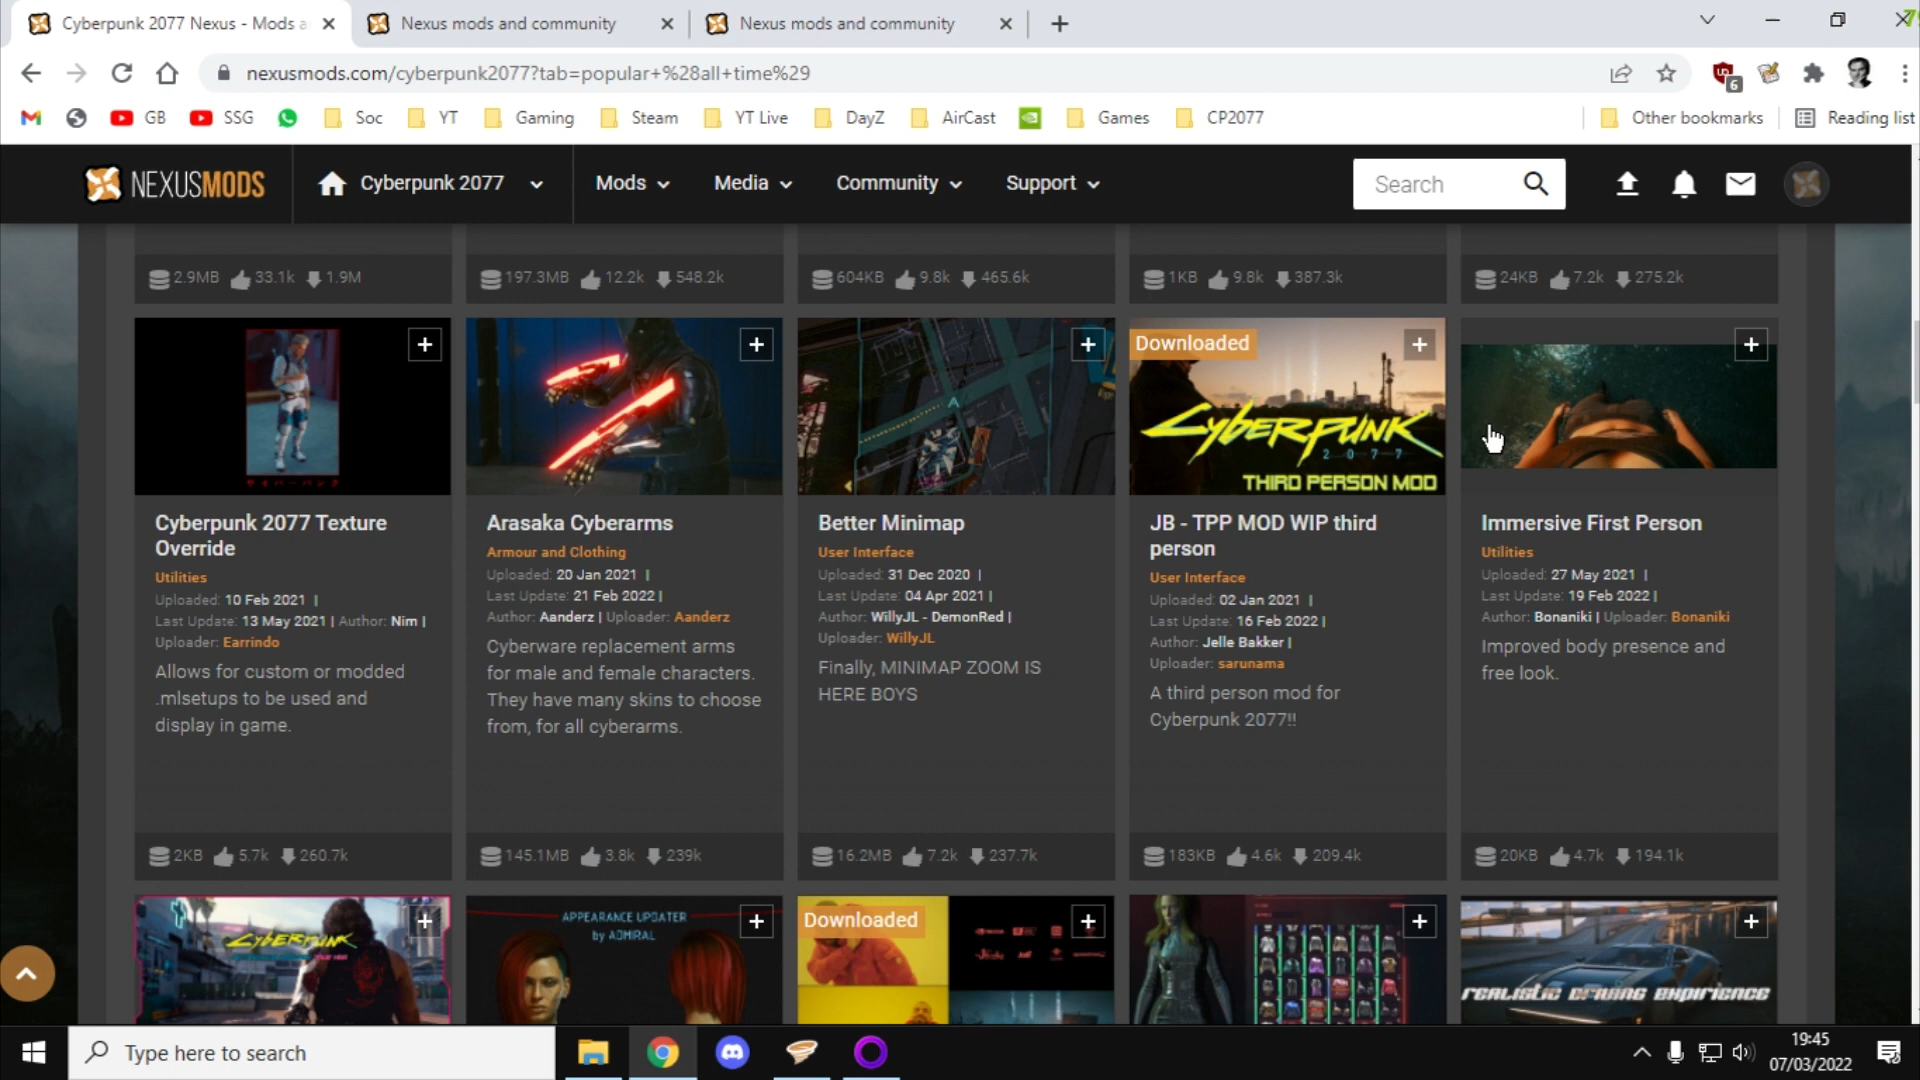 Cyberpunk 2077 Nexus - Mods a
Nexus mods and community
Nexus mods and community
nexusmods.com/cyberpunk2077?tab=popular+%28all+time%29
6
GB
SSG
Soc
YT
Gaming
Steam
YT Live
DayZ
AirCast
Games
CP2077
Other bookmarks
Reading list
NEXUSMODS
Cyberpunk 2077
Mods
Media
Community
Support
Search
2.9MB 33.1k 1.9M
197.3MB 12.2k 548.2k
604KB 9.8k 465.6k
1KB 9.8k 387.3k
24KB 7.2k 275.2k
Cyberpunk 2077 Texture
Override
Utilities
Uploaded: 10 Feb 2021 |
Last Update: 13 May 2021 | Author: Nim |
Uploader: Earrindo
Allows for custom or modded
.mlsetups to be used and
display in game.
2KB 5.7k 260.7k
Arasaka Cyberarms
Armour and Clothing
Uploaded: 20 Jan 2021 |
Last Update: 21 Feb 2022 |
Author: Aanderz | Uploader: Aanderz
Cyberware replacement arms
for male and female characters.
They have many skins to choose
from, for all cyberarms.
145.1MB 3.8k 239k
Better Minimap
User Interface
Uploaded: 31 Dec 2020 |
Last Update: 04 Apr 2021 |
Author: WillyJL - DemonRed |
Uploader: WillyJL
Finally, MINIMAP ZOOM IS
HERE BOYS
16.2MB 7.2k 237.7k
Downloaded
Cyberpunk
2077
THIRD PERSON MOD
JB - TPP MOD WIP third
person
User Interface
Uploaded: 02 Jan 2021 |
Last Update: 16 Feb 2022 |
Author: Jelle Bakker |
Uploader: sarunama
A third person mod for
Cyberpunk 2077!!
183KB 4.6k 209.4k
Immersive First Person
Utilities
Uploaded: 27 May 2021 |
Last Update: 19 Feb 2022 |
Author: Bonaniki | Uploader: Bonaniki
Improved body presence and
free look.
20KB 4.7k 194.1k
Cyberpunk
APPEARANCE UPDATER
by ADMIRAL
Downloaded
REALISTIC DRIVING EXPIRIENCE
Type here to search
19:45
07/03/2022